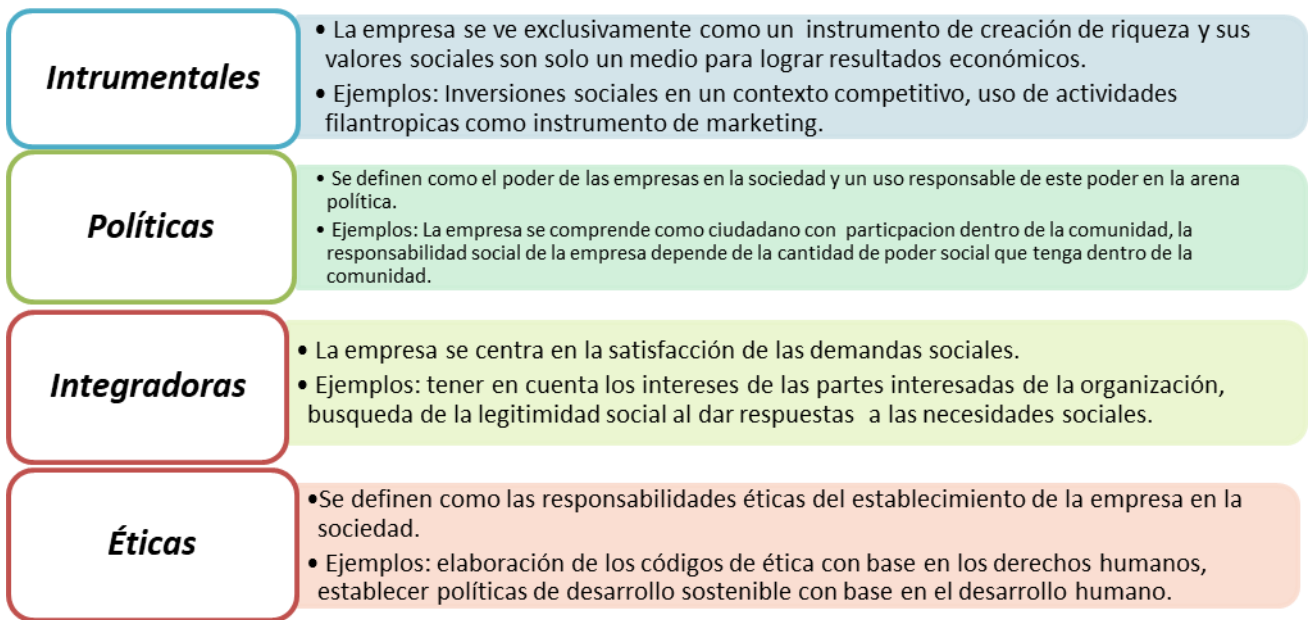 Intrumentales
• La empresa se ve exclusivamente como un instrumento de creación de riqueza y sus
valores sociales son solo un medio para lograr resultados económicos.
• Ejemplos: Inversiones sociales en un contexto competitivo, uso de actividades
filantropicas como instrumento de marketing.
Políticas
• Se definen como el poder de las empresas en la sociedad y un uso responsable de este poder en la arena
política.
• Ejemplos: La empresa se comprende como ciudadano con particpacion dentro de la comunidad, la
responsabilidad social de la empresa depende de la cantidad de poder social que tenga dentro de la
comunidad.
Integradoras
• La empresa se centra en la satisfacción de las demandas sociales.
• Ejemplos: tener en cuenta los intereses de las partes interesadas de la organización,
busqueda de la legitimidad social al dar respuestas a las necesidades sociales.
Éticas
•Se definen como las responsabilidades éticas del establecimiento de la empresa en la
sociedad.
• Ejemplos: elaboración de los códigos de ética con base en los derechos humanos,
establecer políticas de desarrollo sostenible con base en el desarrollo humano.